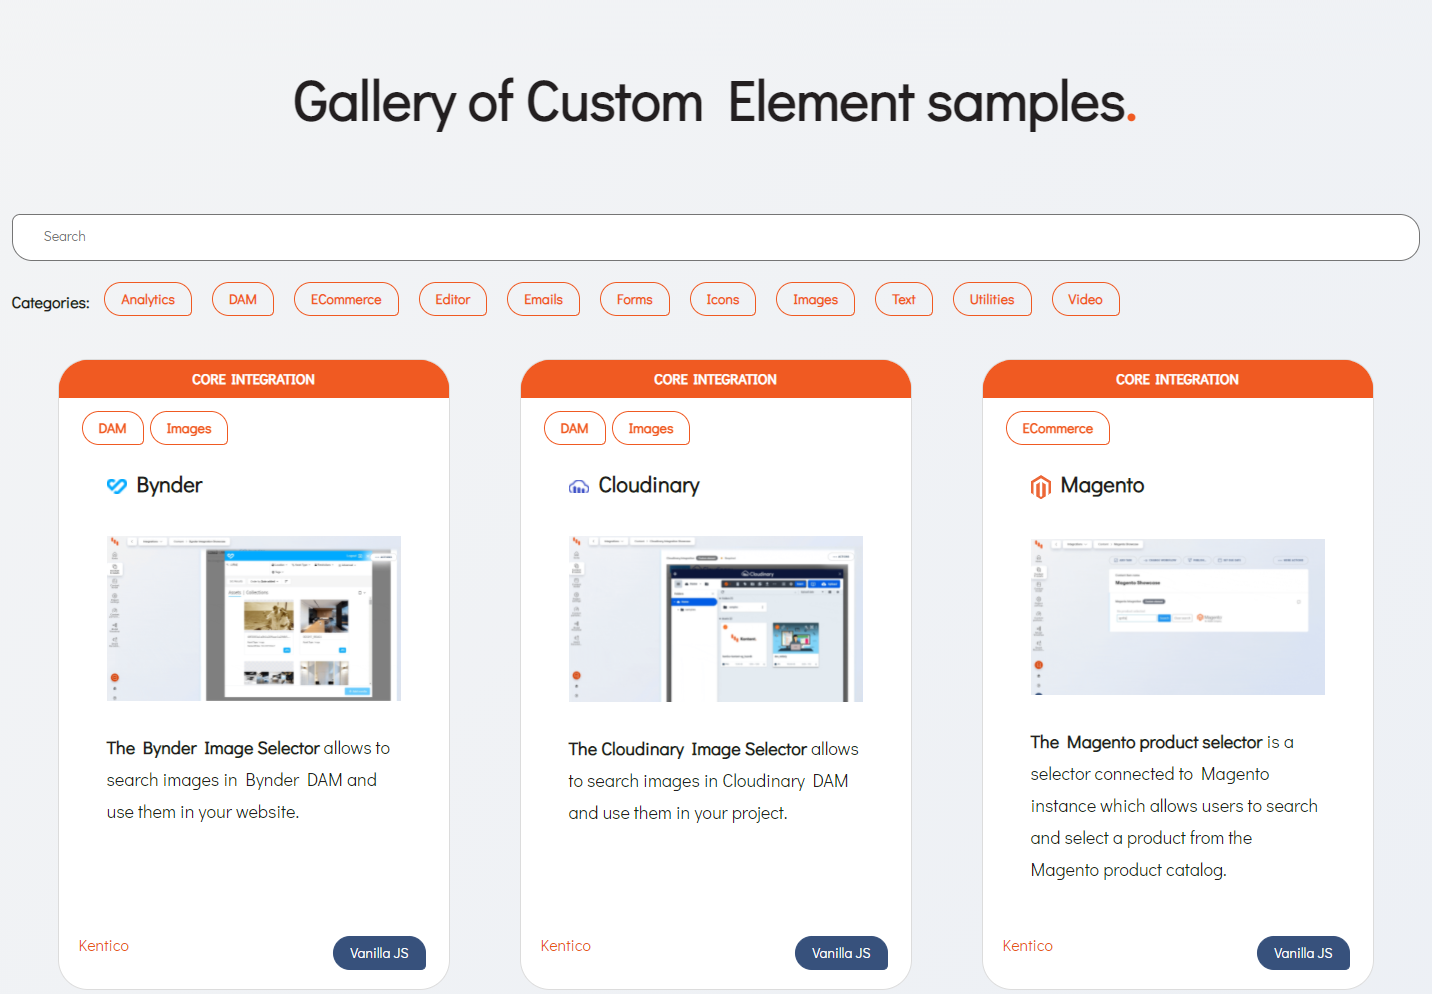 Gallery of Custom Element samples.
Search
Categories: Analytics DAM ECommerce Editor Emails Forms Icons Images Text Utilities Video
CORE INTEGRATION
DAM Images
Bynder
The Bynder Image Selector allows to
search images in Bynder DAM and
use them in your website.
Kentico
Vanilla JS
CORE INTEGRATION
DAM Images
Cloudinary
Cloudinary
The Cloudinary Image Selector allows
to search images in Cloudinary DAM
and use them in your project.
Kentico
Vanilla JS
CORE INTEGRATION
ECommerce
Magento
Magento Showcase
Magento
The Magento product selector is a
selector connected to Magento
instance which allows users to search
and select a product from the
Magento product catalog.
Kentico
Vanilla JS